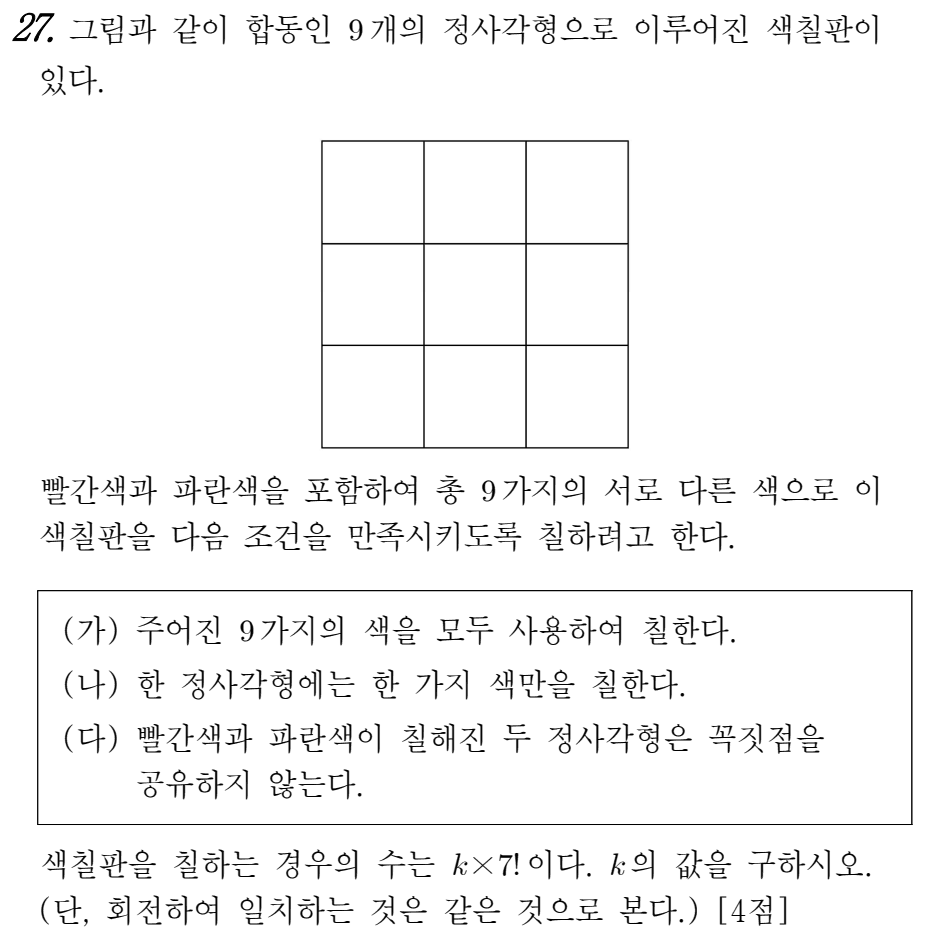 27. 그림과 같이 합동인 9개의 정사각형으로 이루어진 색칠판이
있다.
빨간색과 파란색을 포함하여 총 9가지의 서로 다른 색으로 이
색칠판을 다음 조건을 만족시키도록 칠하려고 한다.
(가) 주어진 9가지의 색을 모두 사용하여 칠한다.
(나) 한 정사각형에는 한 가지 색만을 칠한다.
(다) 빨간색과 파란색이 칠해진 두 정사각형은 꼭짓점을
공유하지 않는다.
색칠판을 칠하는 경우의 수는 k×7!이다. k의 값을 구하시오.
(단, 회전하여 일치하는 것은 같은 것으로 본다.) [4점]